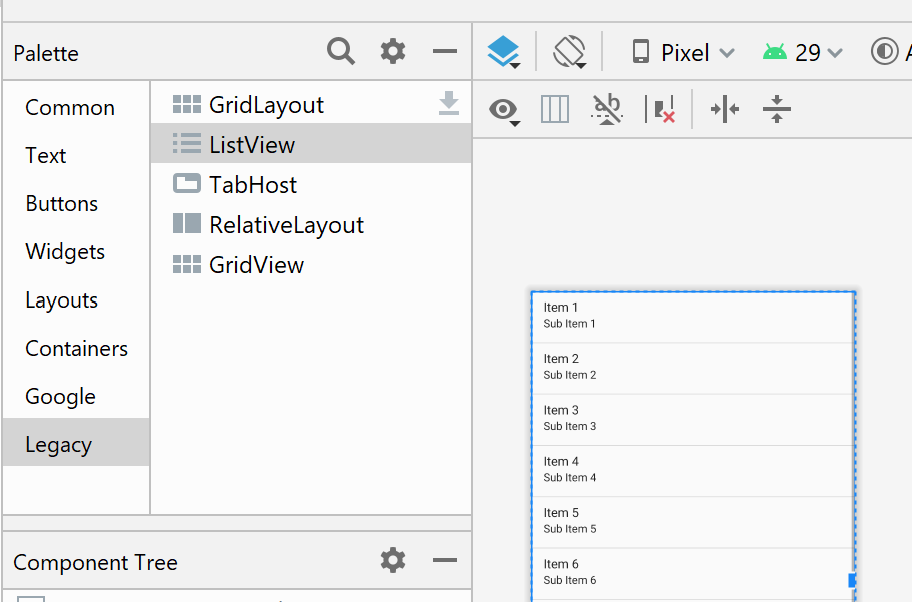 Palette
Pixel
29
A
Common
Text
Buttons
Widgets
Layouts
Containers
Google
Legacy
GridLayout
ListView
TabHost
RelativeLayout
GridView
ab
Item 1
Sub Item 1
Item 2
Sub Item 2
Item 3
Sub Item 3
Item 4
Sub Item 4
Item 5
Sub Item 5
Item 6
Sub Item 6
Component Tree